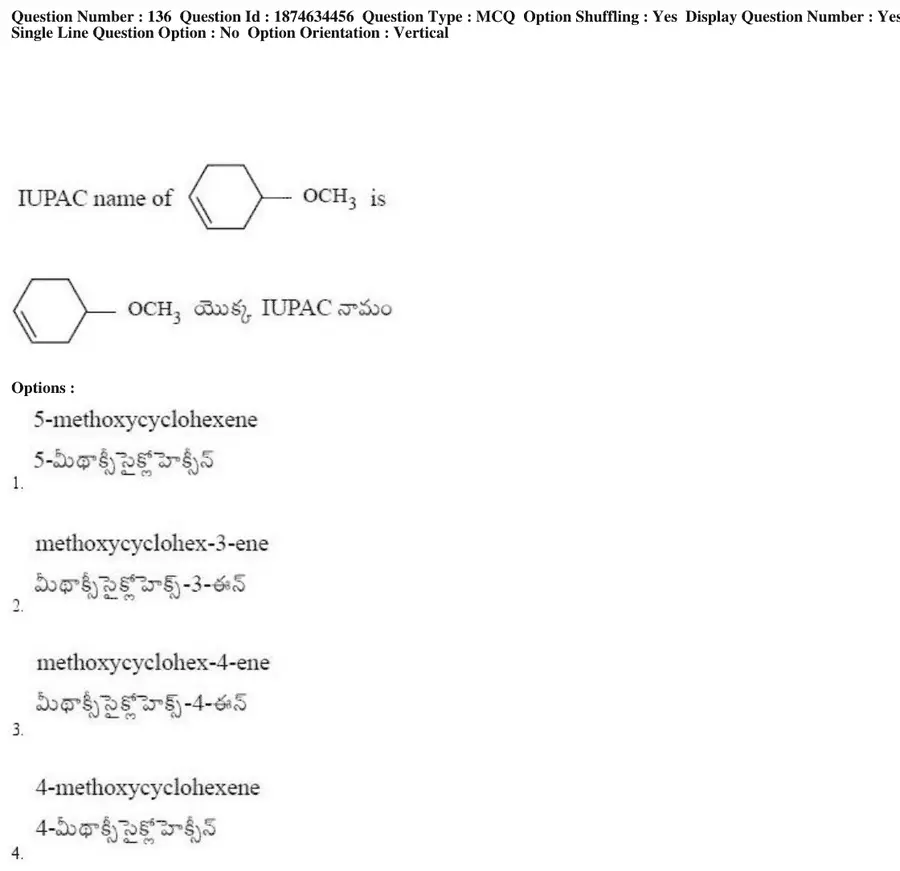 Question Number : 136 Question Id : 1874634456 Question Type : MCQ Option Shuffling : Yes Display Question Number : Yes
Single Line Question Option : No Option Orientation : Vertical
IUPAC name of OCH3 is
OCH3 యొక్క IUPAC నామం
Options :
5-methoxycyclohexene
5-మీథాక్సీసైక్లోహెక్సీన్
1.
methoxycyclohex-3-ene
మీథాక్సీసైక్లోహెక్స్-3-ఈన్
2.
methoxycyclohex-4-ene
మీథాక్సీసైక్లోహెక్స్-4-ఈన్
3.
4-methoxycyclohexene
4-మీథాక్సీసైక్లోహెక్సీన్
4.